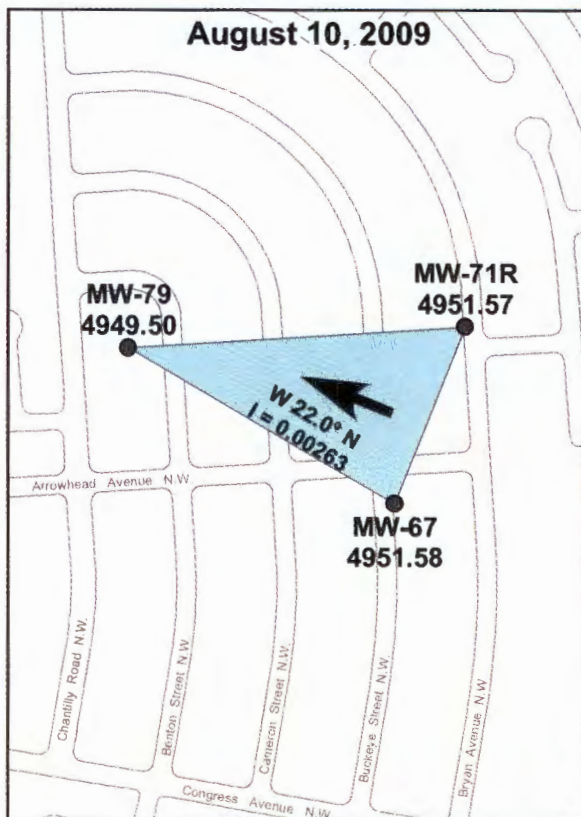 August 10, 2009
MW-71R
4951.57
MW-79
4949.50
W 22.0° N
I = 0.00263
Arrowhead Avenue N.W.
MW-67
4951.58
Chantilly Road N.W.
Benton Street N.W.
Cameron Street N.W.
Buckeye Street N.W.
Bryan Avenue N.W.
Congress Avenue N.W.